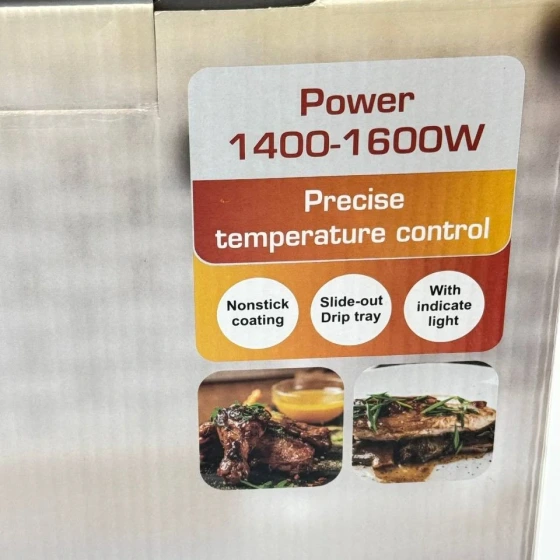 Power
1400-1600W
Precise
temperature control
Nonstick
coating
Slide-out
Drip tray
With
indicate
light